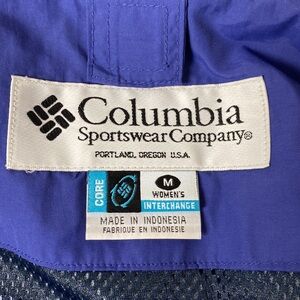 Columbia
Sportswear Company®
PORTLAND, OREGON U.S.A.
CORE
M
WOMEN'S
INTERCHANGE
MADE IN INDONESIA
FABRIQUE EN INDONESIE